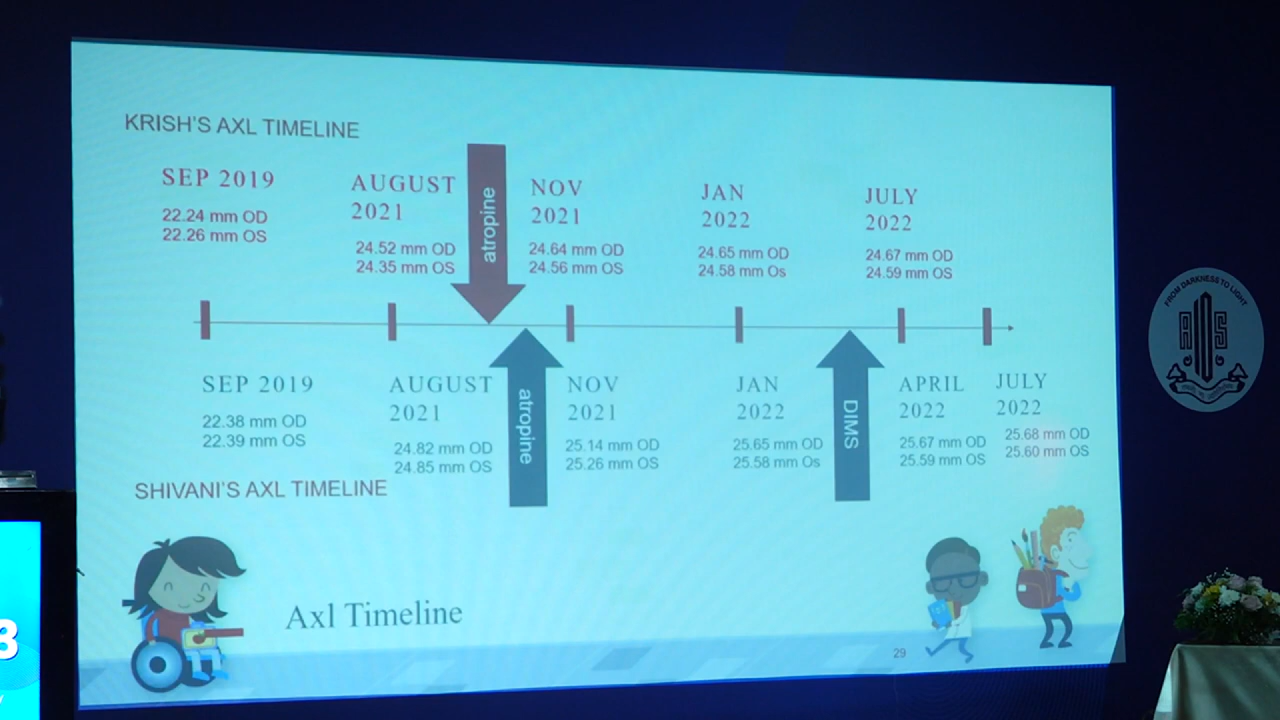 KRISH'S AXL TIMELINE
SEP 2019
22.24 mm OD
22.26 mm OS
AUGUST
2021
24.52 mm OD
24.35 mm OS
atropine
NOV
2021
24.64 mm OD
24.56 mm OS
JAN
2022
24.65 mm OD
24.58 mm Os
JULY
2022
24.67 mm OD
24.59 mm OS
SEP 2019
22.38 mm OD
22.39 mm OS
AUGUST
2021
24.82 mm OD
24.85 mm OS
atropine
NOV
2021
25.14 mm OD
25.26 mm OS
JAN
2022
25.65 mm OD
25.58 mm Os
DIMS
APRIL
2022
25.67 mm OD
25.59 mm OS
JULY
2022
25.68 mm OD
25.60 mm OS
SHIVANI'S AXL TIMELINE
Axl Timeline
29
FROM DARKNESS TO LIGHT
AIOS
3